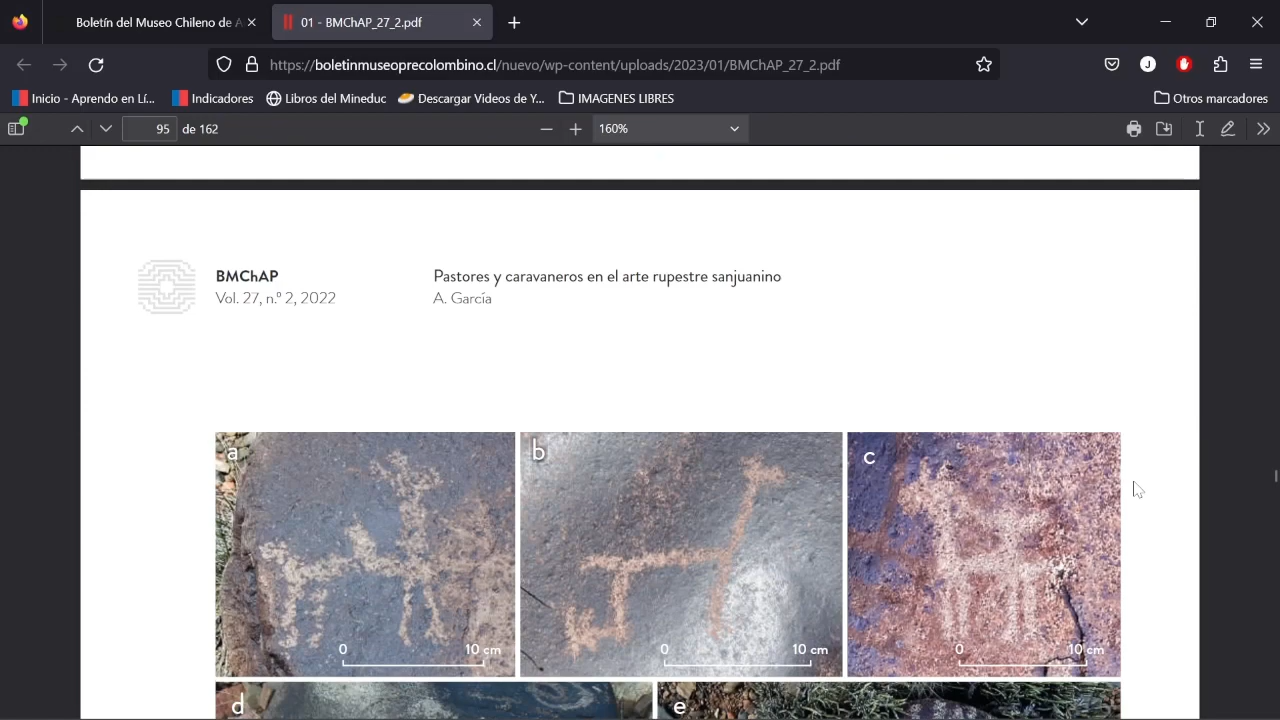 Boletín del Museo Chileno de A
01 - BMChAP_27_2.pdf
https://boletinmuseoprecolombino.cl/nuevo/wp-content/uploads/2023/01/BMChAP_27_2.pdf
J
Inicio - Aprendo en Lí...
Indicadores
Libros del Mineduc
Descargar Videos de Y...
IMAGENES LIBRES
Otros marcadores
95 de 162
160%
BMChAP
Vol. 27, n.º 2, 2022
Pastores y caravaneros en el arte rupestre sanjuanino
A. García
a
b
c
0 10 cm
0 10 cm
0 10 cm
d
e